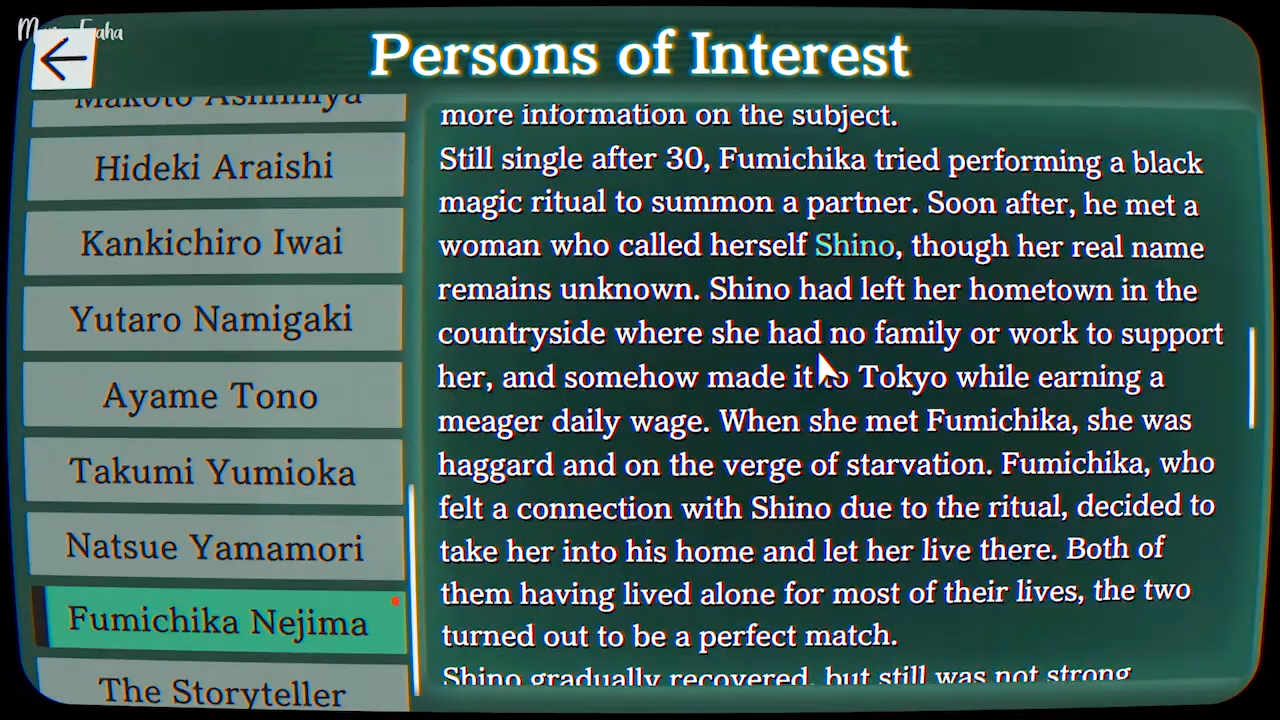 Persons of Interest
Makoto Ashimiya
Hideki Araishi
Kankichiro Iwai
Yutaro Namigaki
Ayame Tono
Takumi Yumioka
Natsue Yamamori
Fumichika Nejima
The Storyteller
more information on the subject.
Still single after 30, Fumichika tried performing a black
magic ritual to summon a partner. Soon after, he met a
woman who called herself Shino, though her real name
remains unknown. Shino had left her hometown in the
countryside where she had no family or work to support
her, and somehow made it to Tokyo while earning a
meager daily wage. When she met Fumichika, she was
haggard and on the verge of starvation. Fumichika, who
felt a connection with Shino due to the ritual, decided to
take her into his home and let her live there. Both of
them having lived alone for most of their lives, the two
turned out to be a perfect match.
Shino gradually recovered, but still was not strong